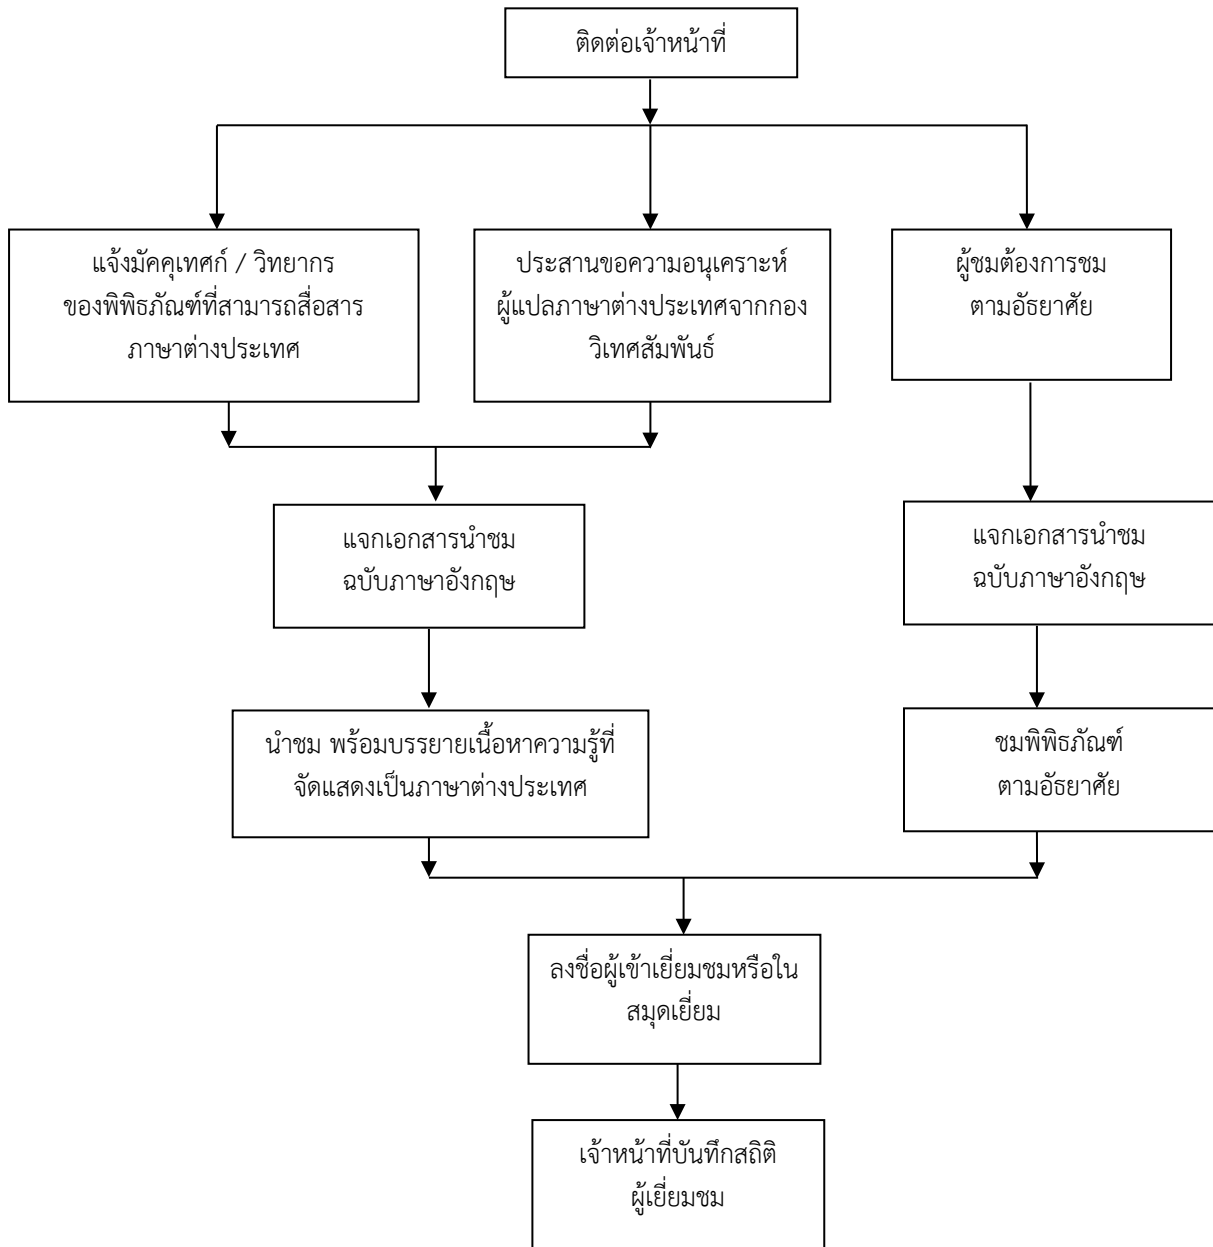 ติดต่อเจ้าหน้าที่
แจ้งมัคคุเทศก์ / วิทยากร
ของพิพิธภัณฑ์ที่สามารถสื่อสาร
ภาษาต่างประเทศ
ประสานขอความอนุเคราะห์
ผู้แปลภาษาต่างประเทศจากกอง
วิเทศสัมพันธ์
ผู้ชมต้องการชม
ตามอัธยาศัย
แจกเอกสารนำชม
ฉบับภาษาอังกฤษ
แจกเอกสารนำชม
ฉบับภาษาอังกฤษ
นำชม พร้อมบรรยายเนื้อหาความรู้ที่
จัดแสดงเป็นภาษาต่างประเทศ
ชมพิพิธภัณฑ์
ตามอัธยาศัย
ลงชื่อผู้เข้าเยี่ยมชมหรือใน
สมุดเยี่ยม
เจ้าหน้าที่บันทึกสถิติ
ผู้เยี่ยมชม